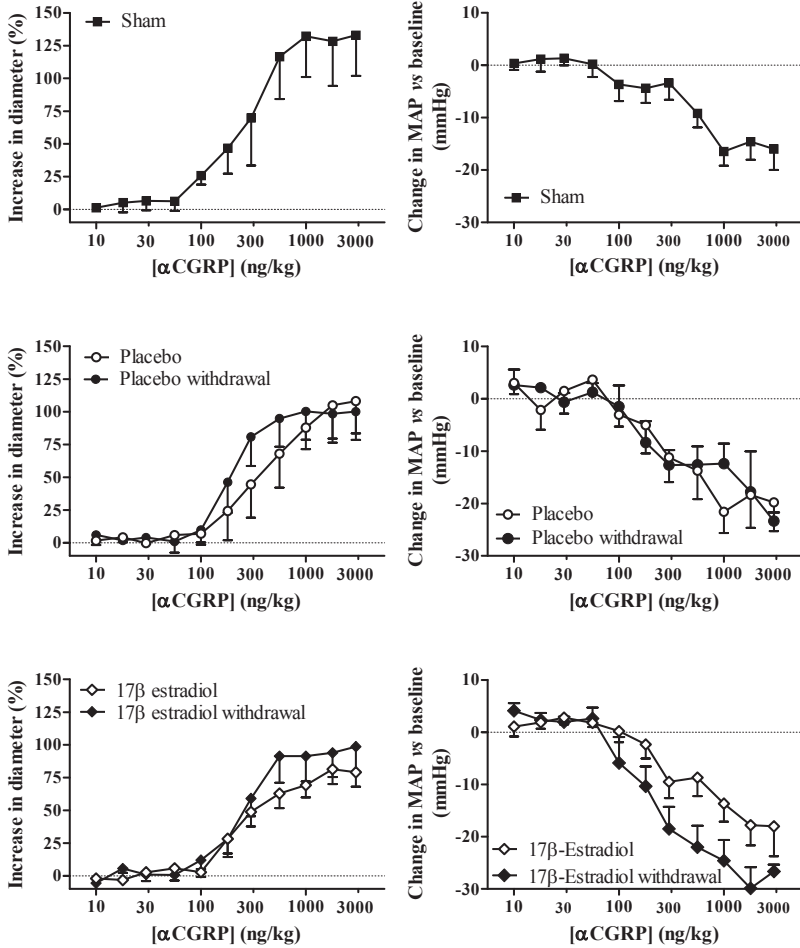 Increase in diameter (%)
150
125
100
75
50
25
0
Sham
10 30 100 300 1000 3000
[αCGRP] (ng/kg)
Change in MAP vs baseline
(mmHg)
10
0
-10
-20
-30
Sham
10 30 100 300 1000 3000
[αCGRP] (ng/kg)
Increase in diameter (%)
150
125
100
75
50
25
0
Placebo
Placebo withdrawal
10 30 100 300 1000 3000
[αCGRP] (ng/kg)
Change in MAP vs baseline
(mmHg)
10
0
-10
-20
-30
Placebo
Placebo withdrawal
10 30 100 300 1000 3000
[αCGRP] (ng/kg)
Increase in diameter (%)
150
125
100
75
50
25
0
17β estradiol
17β estradiol withdrawal
10 30 100 300 1000 3000
[αCGRP] (ng/kg)
Change in MAP vs baseline
(mmHg)
10
0
-10
-20
-30
17β-Estradiol
17β-Estradiol withdrawal
10 30 100 300 1000 3000
[αCGRP] (ng/kg)